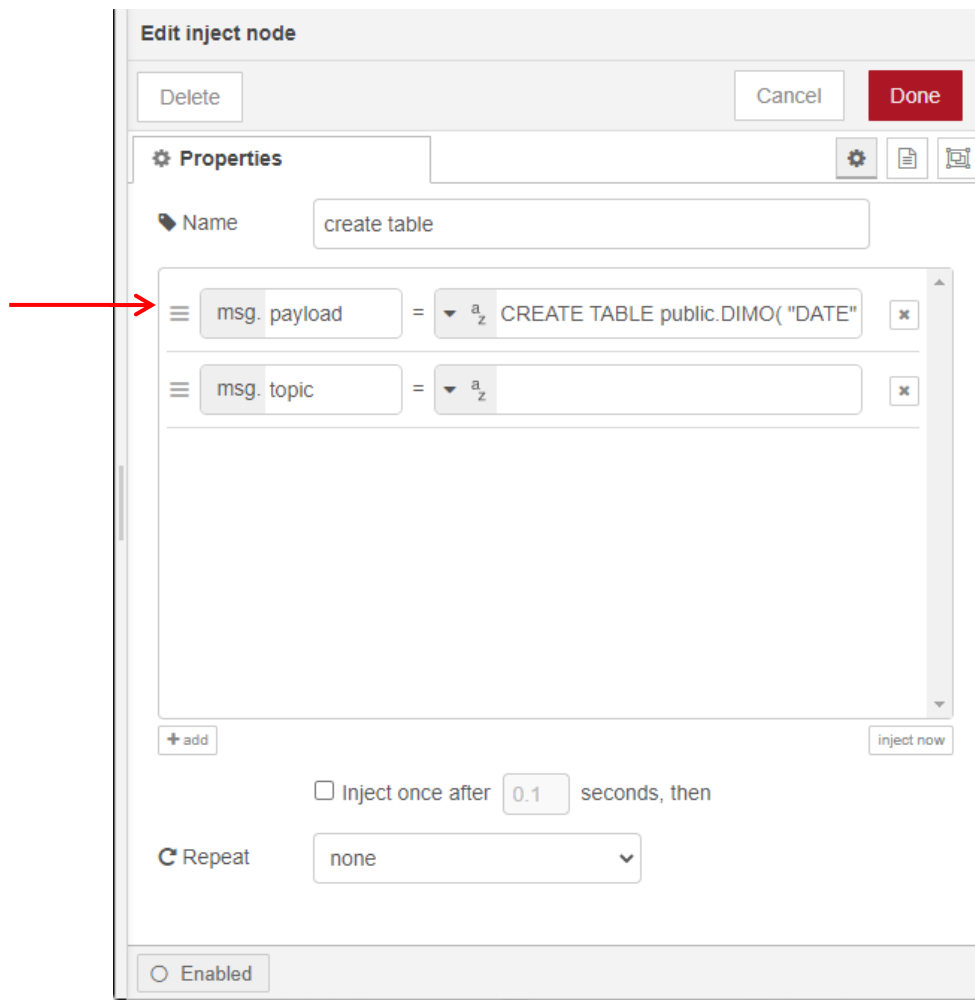 Edit inject node
Delete Cancel Done
Properties
Name create table
msg. payload = a z CREATE TABLE public.DIMO( "DATE"
msg. topic = a z
+ add inject now
Inject once after 0.1 seconds, then
Repeat none
Enabled